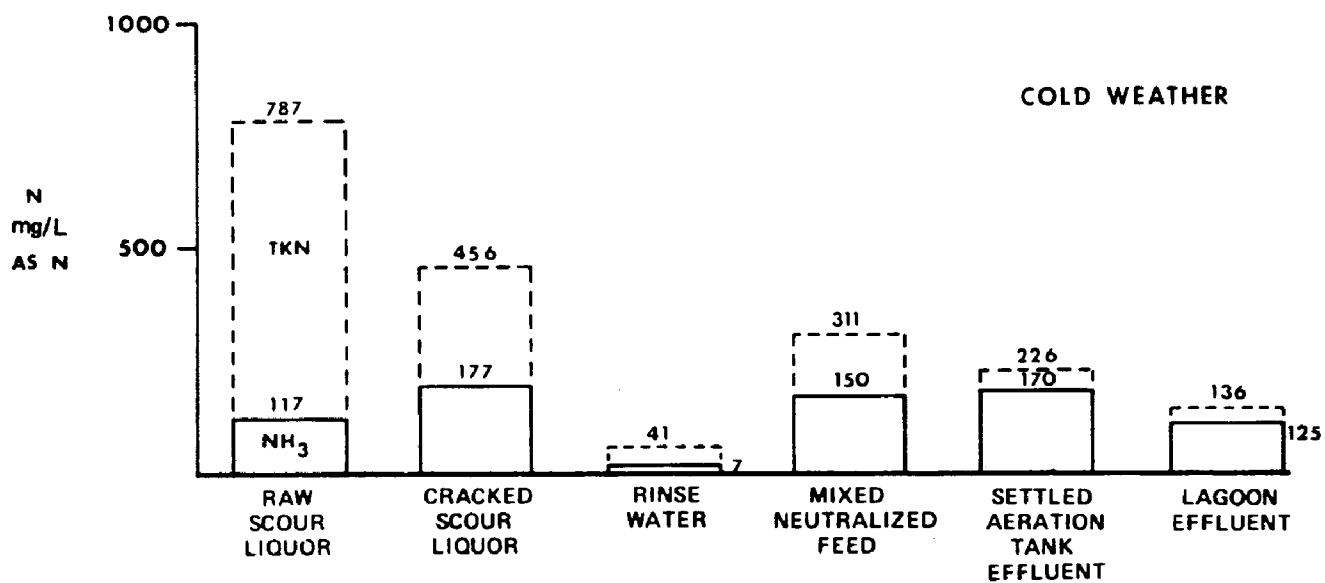 1000
COLD WEATHER
787
N
mg/L
AS N
500
TKN
456
311
226
117
NH3
177
41
7
150
170
136
125
RAW
SCOUR
LIQUOR
CRACKED
SCOUR
LIQUOR
RINSE
WATER
MIXED
NEUTRALIZED
FEED
SETTLED
AERATION
TANK
EFFLUENT
LAGOON
EFFLUENT